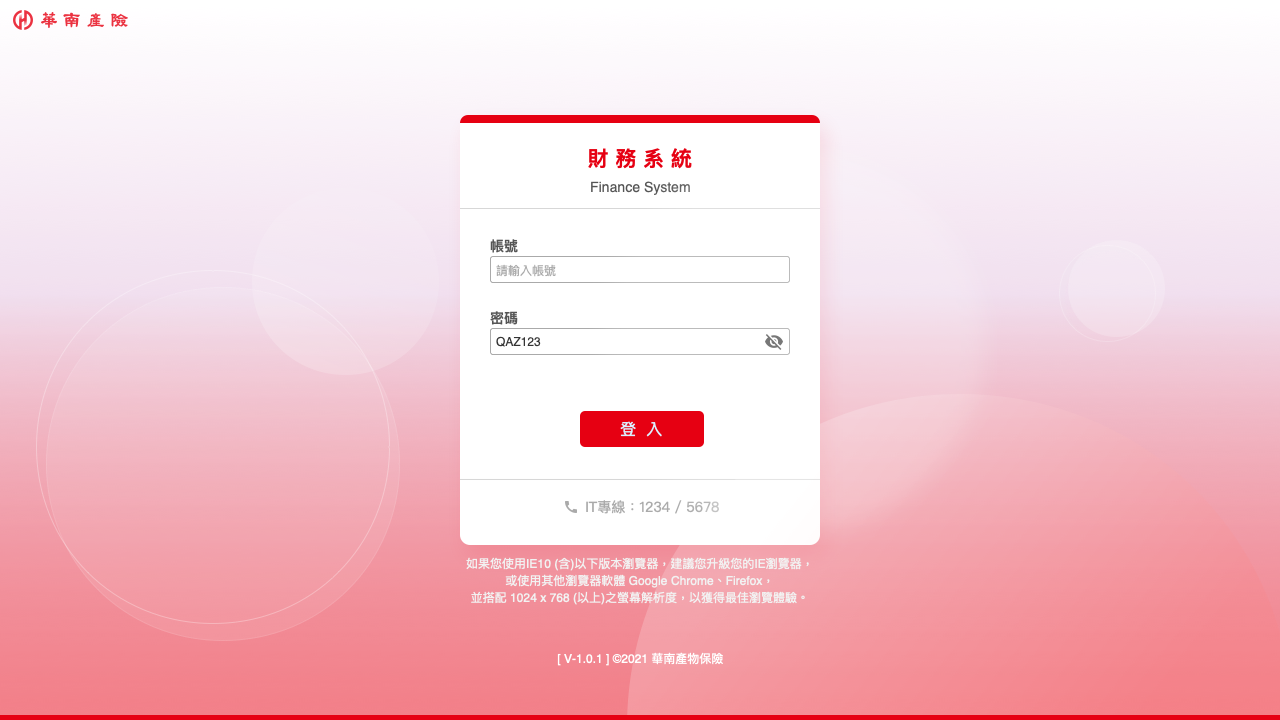 華南產險
財務系統
Finance System
帳號
請輸入帳號
密碼
QAZ123
登入
IT專線：1234 / 5678
如果您使用IE10 (含)以下版本瀏覽器，建議您升級您的IE瀏覽器，
或使用其他瀏覽器軟體 Google Chrome、Firefox，
並搭配 1024 x 768 (以上)之螢幕解析度，以獲得最佳瀏覽體驗。
[ V-1.0.1 ] ©2021 華南產物保險